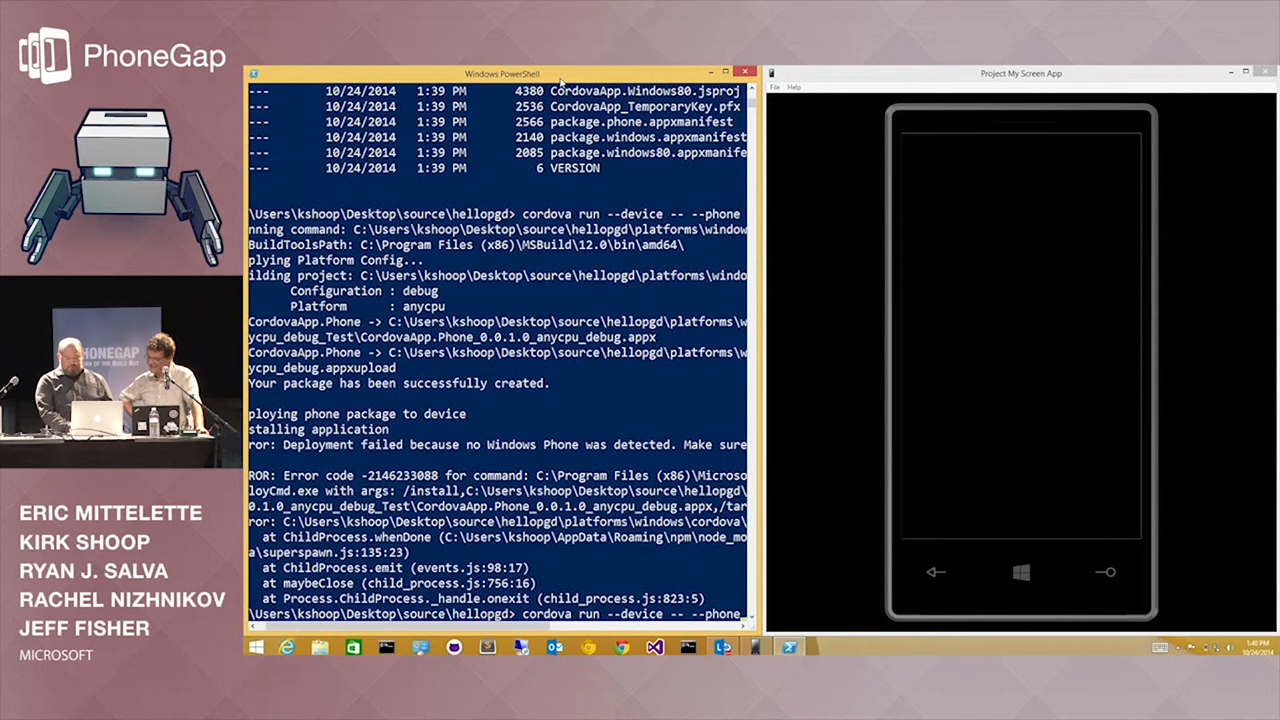 PhoneGap
Windows PowerShell
--- 10/24/2014 1:39 PM 4380 CordovaApp.Windows80.jsproj
--- 10/24/2014 1:39 PM 2536 CordovaApp_TemporaryKey.pfx
--- 10/24/2014 1:39 PM 2566 package.phone.appxmanifest
--- 10/24/2014 1:39 PM 2140 package.windows.appxmanifest
--- 10/24/2014 1:39 PM 2085 package.windows80.appxmanife
--- 10/24/2014 1:39 PM 6 VERSION
\Users\kshoop\Desktop\source\hellopgd> cordova run --device -- --phone
nning command: C:\Users\kshoop\Desktop\source\hellopgd\platforms\window
BuildToolsPath: C:\Program Files (x86)\MSBuild\12.0\bin\amd64\
plying Platform Config...
ilding project: C:\Users\kshoop\Desktop\source\hellopgd\platforms\windo
Configuration : debug
Platform : anycpu
CordovaApp.Phone -> C:\Users\kshoop\Desktop\source\hellopgd\platforms\w
nycpu_debug_Test\CordovaApp.Phone_0.0.1.0_anycpu_debug.appx
CordovaApp.Phone -> C:\Users\kshoop\Desktop\source\hellopgd\platforms\w
ycpu_debug.appxupload
Your package has been successfully created.
ploying phone package to device
stalling application
ror: Deployment failed because no Windows Phone was detected. Make sure
ROR: Error code -2146233088 for command: C:\Program Files (x86)\Microso
loyCmd.exe with args: /install,C:\Users\kshoop\Desktop\source\hellopgd\
0.1.0_anycpu_debug_Test\CordovaApp.Phone_0.0.1.0_anycpu_debug.appx,/tar
ror: C:\Users\kshoop\Desktop\source\hellopgd\platforms\windows\cordova\
at ChildProcess.whenDone (C:\Users\kshoop\AppData\Roaming\npm\node_mo
a\superspawn.js:135:23)
at ChildProcess.emit (events.js:98:17)
at maybeClose (child_process.js:756:16)
at Process.ChildProcess._handle.onexit (child_process.js:823:5)
\Users\kshoop\Desktop\source\hellopgd> cordova run --device -- --phone
Project My Screen App
File Help
1:40 PM
10/24/2014
PHONEGAP
ERIC MITTELETTE
KIRK SHOOP
RYAN J. SALVA
RACHEL NIZHNIKOV
JEFF FISHER
MICROSOFT